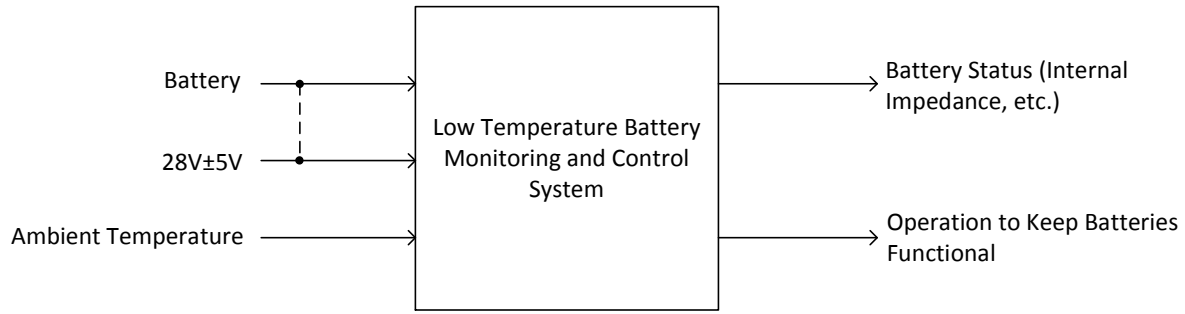 Battery
28V±5V
Ambient Temperature
Low Temperature Battery
Monitoring and Control
System
Battery Status (Internal
Impedance, etc.)
Operation to Keep Batteries
Functional